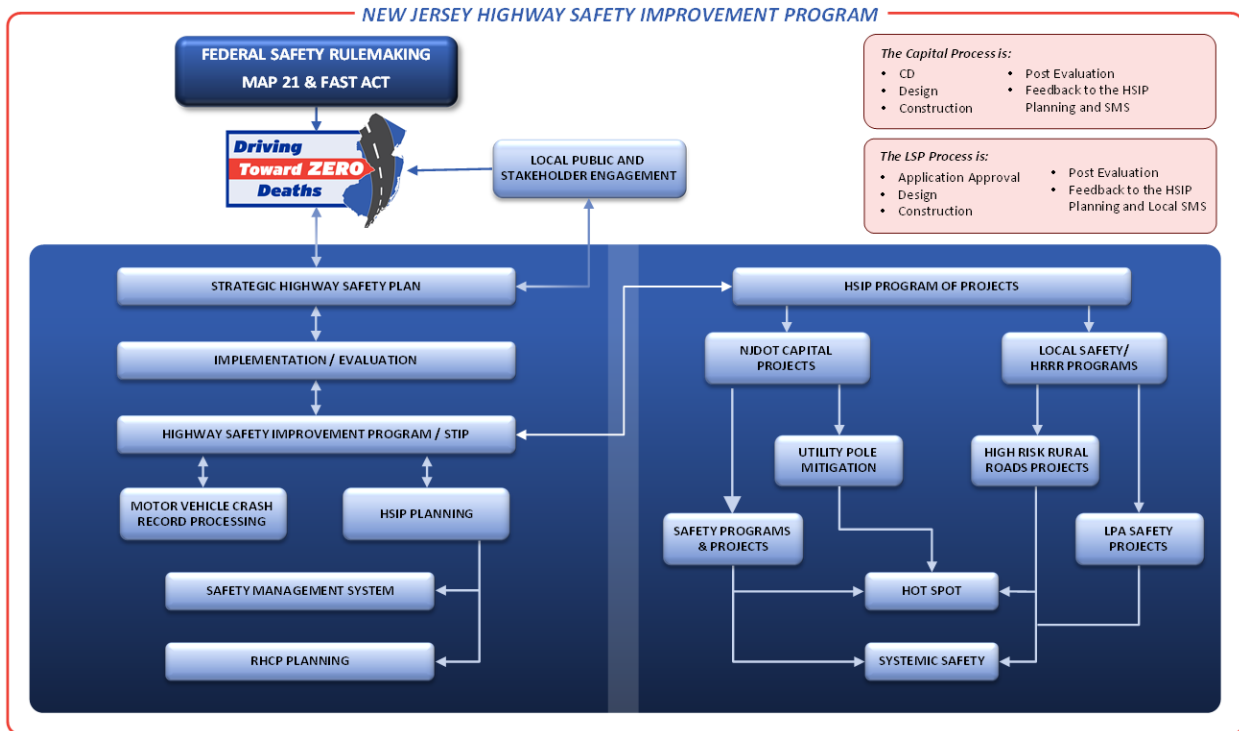 NEW JERSEY HIGHWAY SAFETY IMPROVEMENT PROGRAM
FEDERAL SAFETY RULEMAKING
MAP 21 & FAST ACT
Driving
Toward ZERO
Deaths
LOCAL PUBLIC AND
STAKEHOLDER ENGAGEMENT
The Capital Process is:
• CD
• Design
• Construction
• Post Evaluation
• Feedback to the HSIP
Planning and SMS
The LSP Process is:
• Application Approval
• Design
• Construction
• Post Evaluation
• Feedback to the HSIP
Planning and Local SMS
STRATEGIC HIGHWAY SAFETY PLAN
IMPLEMENTATION / EVALUATION
HIGHWAY SAFETY IMPROVEMENT PROGRAM / STIP
MOTOR VEHICLE CRASH
RECORD PROCESSING
HSIP PLANNING
SAFETY MANAGEMENT SYSTEM
RHCP PLANNING
HSIP PROGRAM OF PROJECTS
NJDOT CAPITAL
PROJECTS
LOCAL SAFETY/
HRRR PROGRAMS
UTILITY POLE
MITIGATION
HIGH RISK RURAL
ROADS PROJECTS
SAFETY PROGRAMS
& PROJECTS
LPA SAFETY
PROJECTS
HOT SPOT
SYSTEMIC SAFETY